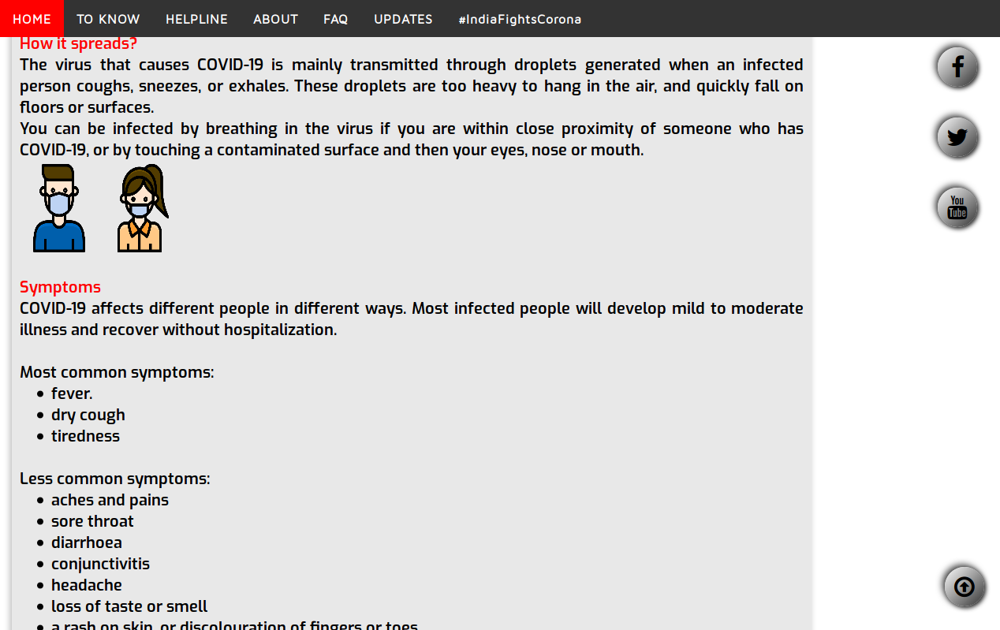 HOME TO KNOW HELPLINE ABOUT FAQ UPDATES #IndiaFightsCorona
How it spreads?
The virus that causes COVID-19 is mainly transmitted through droplets generated when an infected
person coughs, sneezes, or exhales. These droplets are too heavy to hang in the air, and quickly fall on
floors or surfaces.
You can be infected by breathing in the virus if you are within close proximity of someone who has
COVID-19, or by touching a contaminated surface and then your eyes, nose or mouth.
You
Tube
Symptoms
COVID-19 affects different people in different ways. Most infected people will develop mild to moderate
illness and recover without hospitalization.
Most common symptoms:
• fever.
• dry cough
• tiredness
Less common symptoms:
• aches and pains
• sore throat
• diarrhoea
• conjunctivitis
• headache
• loss of taste or smell
• a rash on skin, or discolouration of fingers or toes